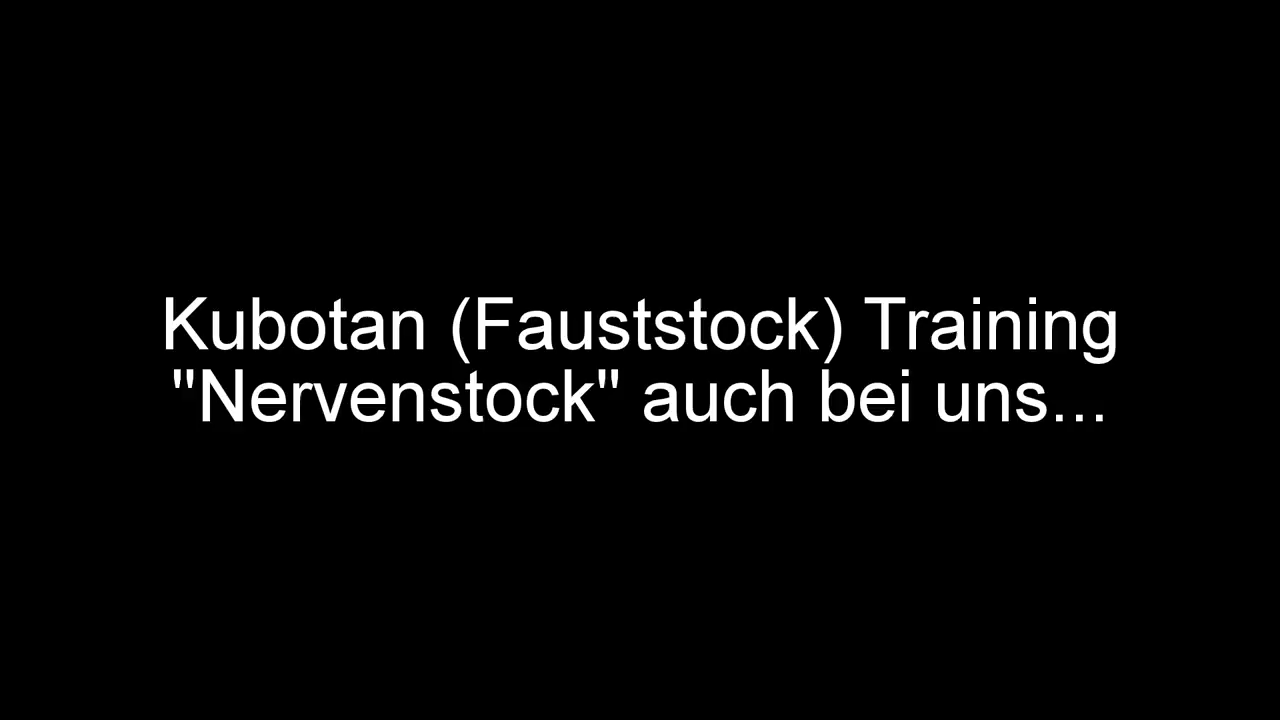 Kubotan (Fauststock) Training
"Nervenstock" auch bei uns...